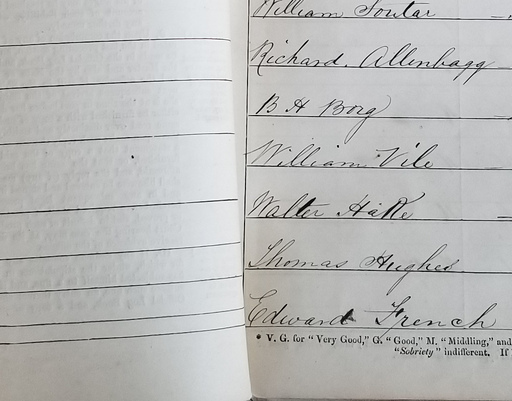 William Soutar
Richard. Allenbagg
B H Borg
William Vile
Walter Hake
Thomas Hughes
Edward French
* V. G. for "Very Good," G. "Good," M. "Middling," and
"Sobriety" indifferent. If